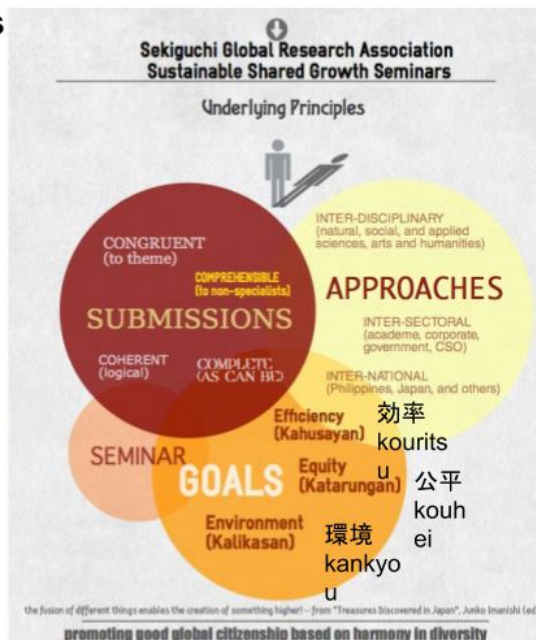 s
Sekiguchi Global Research Association
Sustainable Shared Growth Seminars
Underlying Principles
CONGRUENT
(to theme)
COMPREHENSIBLE
(to non-specialists)
SUBMISSIONS
COHERENT
(logical)
COMPLETE
(AS CAN BE)
INTER-DISCIPLINARY
(natural, social, and applied
sciences, arts and humanities)
APPROACHES
INTER-SECTORAL
(academe, corporate,
government, CSO)
INTER-NATIONAL
(Philippines, Japan, and others)
SEMINAR
GOALS
Efficiency
(Kahusayan)
効率
kourits
u
Equity
(Katarungan)
公平
kouh
ei
Environment
(Kalikasan)
環境
kankyo
u
the fusion of different things enables the creation of something higher!-- from "Treasures Discovered in Japan", Junko Imanishi (ed
promoting good global citizenship based on harmony in diversity